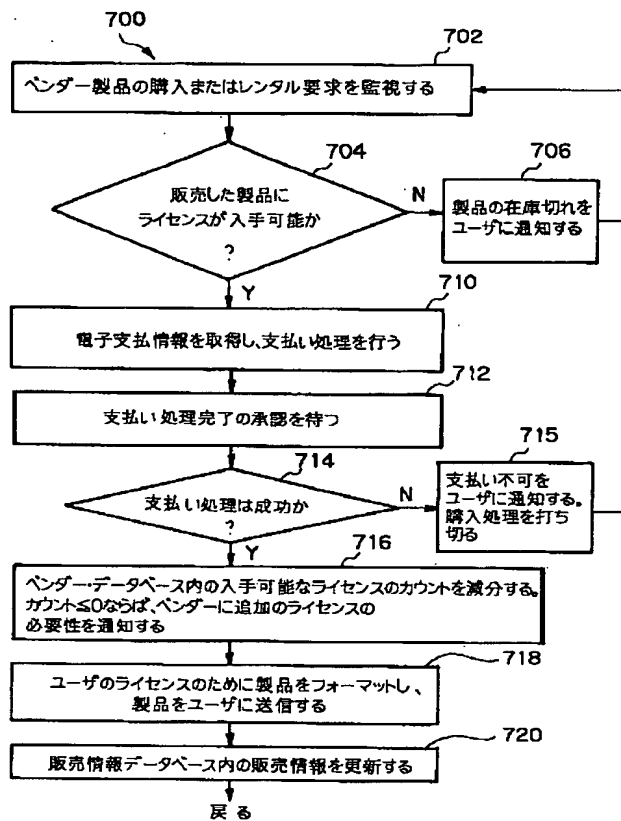 700
702
ベンダー製品の購入またはレンタル要求を監視する
704
販売した製品に
ライセンスが入手可能か
?
N
706
製品の在庫切れを
ユーザに通知する
Y
710
電子支払情報を取得し、支払い処理を行う
712
支払い処理完了の承認を待つ
714
支払い処理は成功か
?
N
715
支払い不可を
ユーザに通知する。
購入処理を打ち
切る
Y
716
ベンダー・データベース内の入手可能なライセンスのカウントを減分する。
カウント≦0ならば、ベンダーに追加のライセンスの
必要性を通知する
718
ユーザのライセンスのために製品をフォーマットし、
製品をユーザに送信する
720
販売情報データベース内の販売情報を更新する
戻る